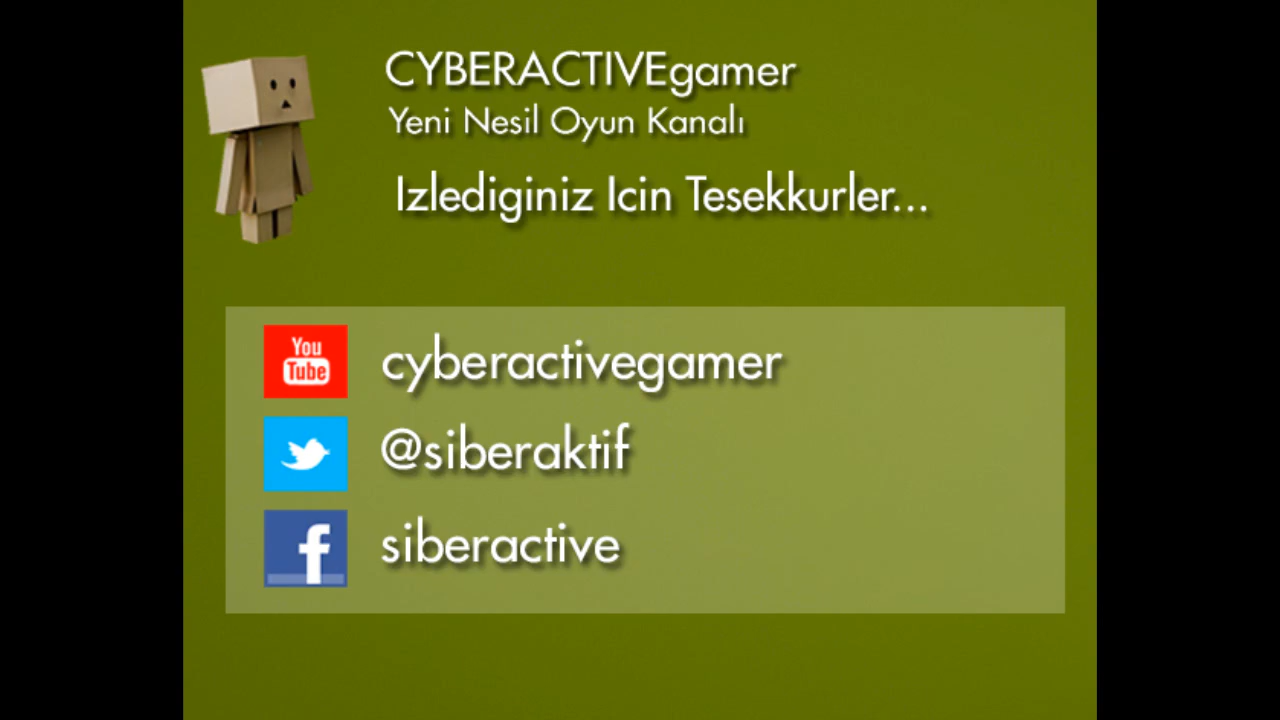 CYBERACTIVEgamer
Yeni Nesil Oyun Kanalı
Izlediginiz Icin Tesekkurler...
You
Tube
cyberactivegamer
@siberaktif
f
siberactive